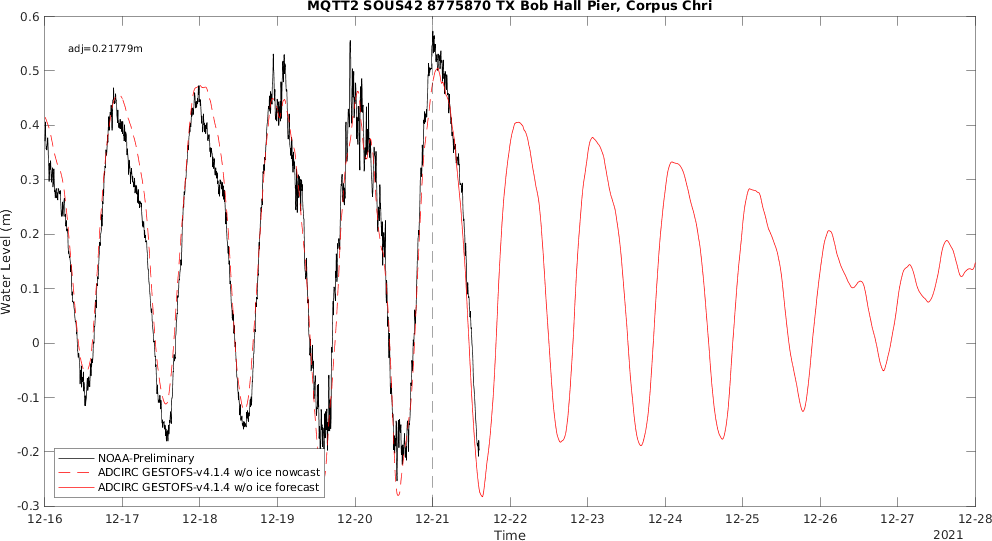 MQTT2 SOUS42 8775870 TX Bob Hall Pier, Corpus Chri
adj=0.21779m
0.6
0.5
0.4
0.3
0.2
0.1
0
-0.1
-0.2
-0.3
Water Level (m)
NOAA-Preliminary
ADCIRC GESTOFS-v4.1.4 w/o ice nowcast
ADCIRC GESTOFS-v4.1.4 w/o ice forecast
12-16 12-17 12-18 12-19 12-20 12-21 12-22 12-23 12-24 12-25 12-26 12-27 12-28
Time
2021